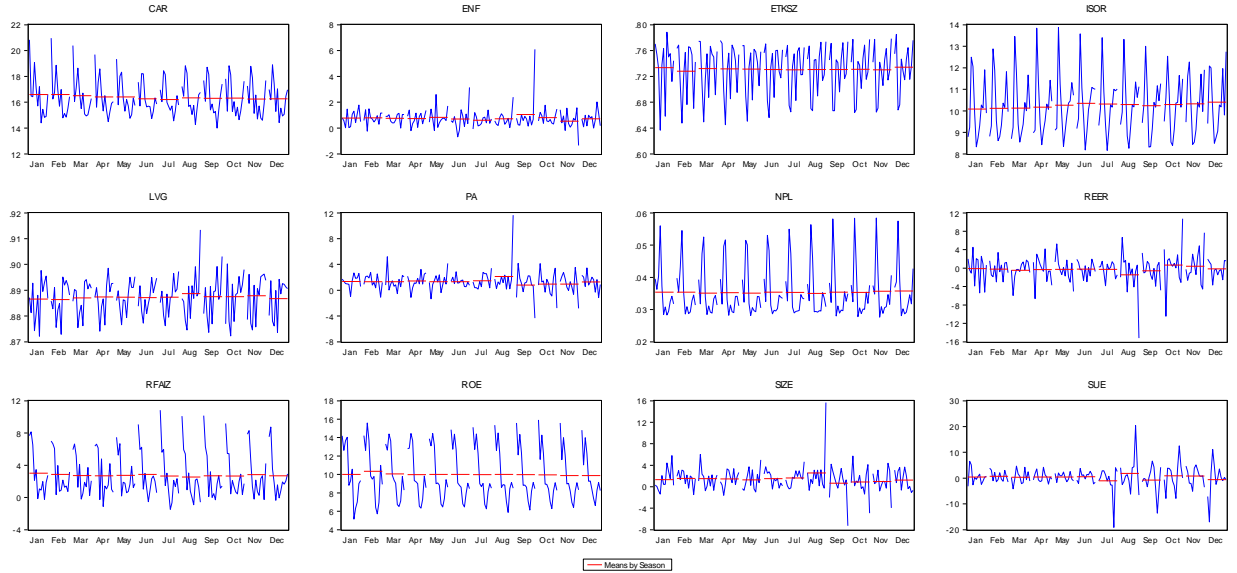 CAR ENF ETKSZ ISOR
22 20 18 16 14 12
8 6 4 2 0 -2
.80 .76 .72 .68 .64 .60
14 13 12 11 10 9 8
Jan Feb Mar Apr May Jun Jul Aug Sep Oct Nov Dec
Jan Feb Mar Apr May Jun Jul Aug Sep Oct Nov Dec
Jan Feb Mar Apr May Jun Jul Aug Sep Oct Nov Dec
Jan Feb Mar Apr May Jun Jul Aug Sep Oct Nov Dec
LVG PA NPL REER
.92 .91 .90 .89 .88 .87
12 8 4 0 -4 -8
.06 .05 .04 .03 .02
12 8 4 0 -4 -8 -12 -16
Jan Feb Mar Apr May Jun Jul Aug Sep Oct Nov Dec
Jan Feb Mar Apr May Jun Jul Aug Sep Oct Nov Dec
Jan Feb Mar Apr May Jun Jul Aug Sep Oct Nov Dec
Jan Feb Mar Apr May Jun Jul Aug Sep Oct Nov Dec
RFAIZ ROE SIZE SUE
12 8 4 0 -4
18 16 14 12 10 8 6 4
16 12 8 4 0 -4 -8
30 20 10 0 -10 -20
Jan Feb Mar Apr May Jun Jul Aug Sep Oct Nov Dec
Jan Feb Mar Apr May Jun Jul Aug Sep Oct Nov Dec
Jan Feb Mar Apr May Jun Jul Aug Sep Oct Nov Dec
Jan Feb Mar Apr May Jun Jul Aug Sep Oct Nov Dec
Means by Season